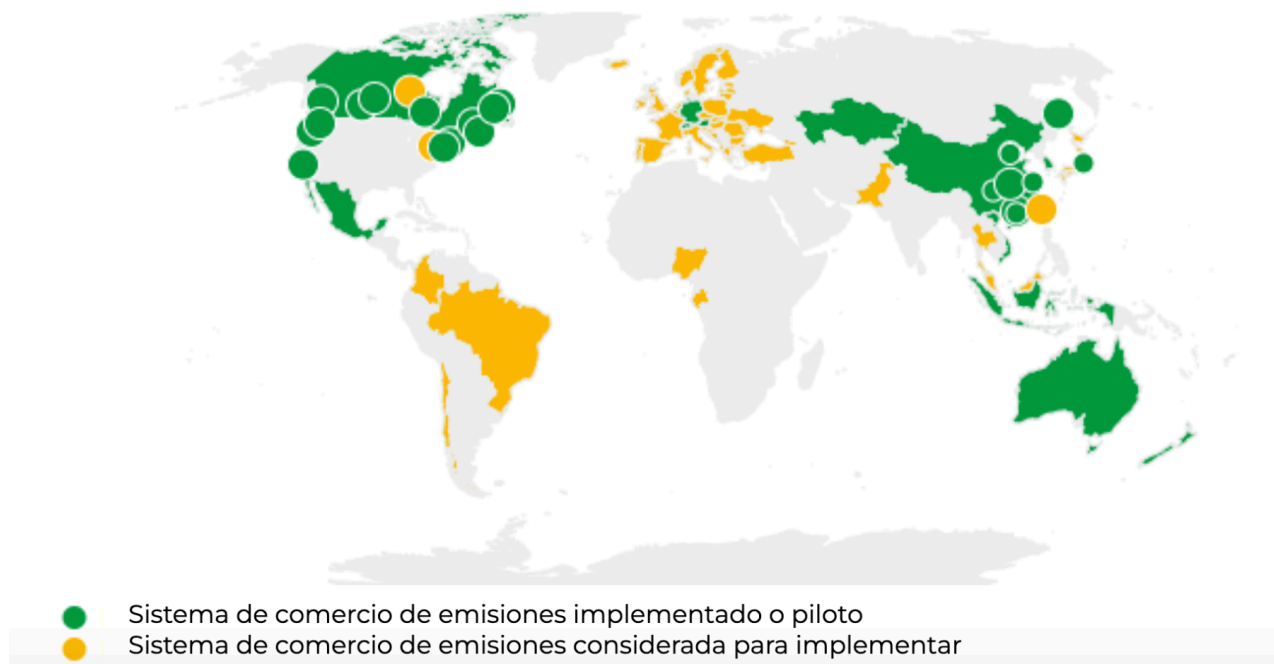 Sistema de comercio de emisiones implementado o piloto
Sistema de comercio de emisiones considerada para implementar